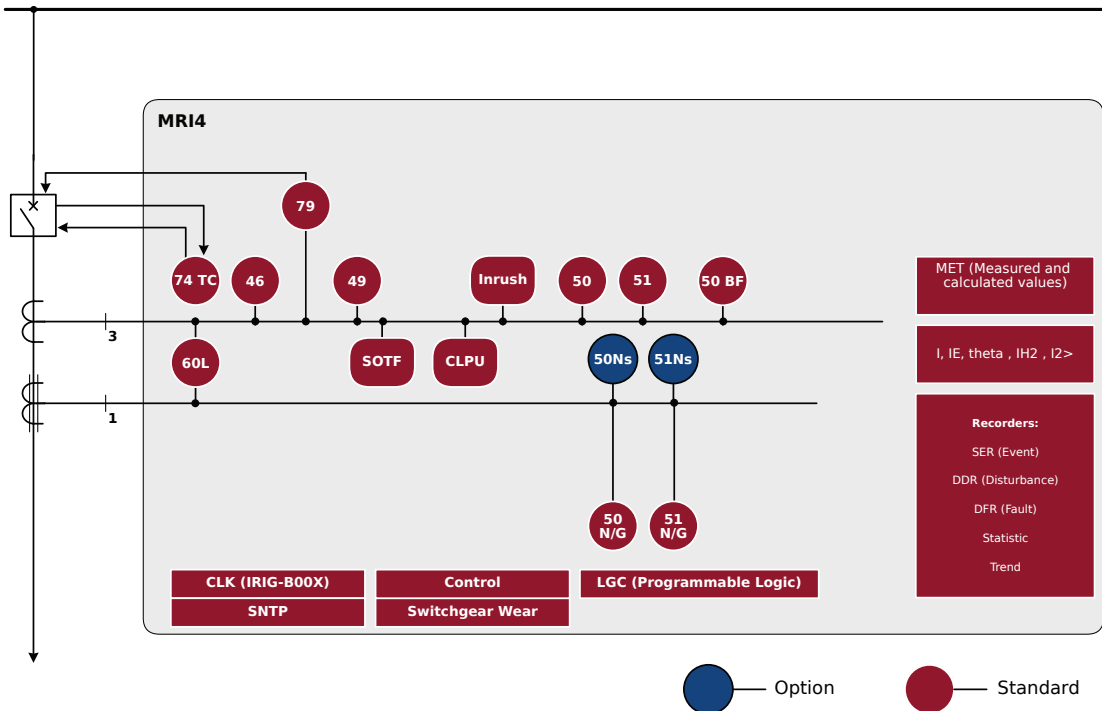 MRI4
79
74 TC
46
49
Inrush
50
51
50 BF
MET (Measured and
calculated values)
3
60L
SOTF
CLPU
50Ns
51Ns
I, IE, theta , IH2 , I2>
1
Recorders:
SER (Event)
DDR (Disturbance)
DFR (Fault)
Statistic
Trend
50
N/G
51
N/G
CLK (IRIG-B00X)
Control
LGC (Programmable Logic)
SNTP
Switchgear Wear
Option
Standard